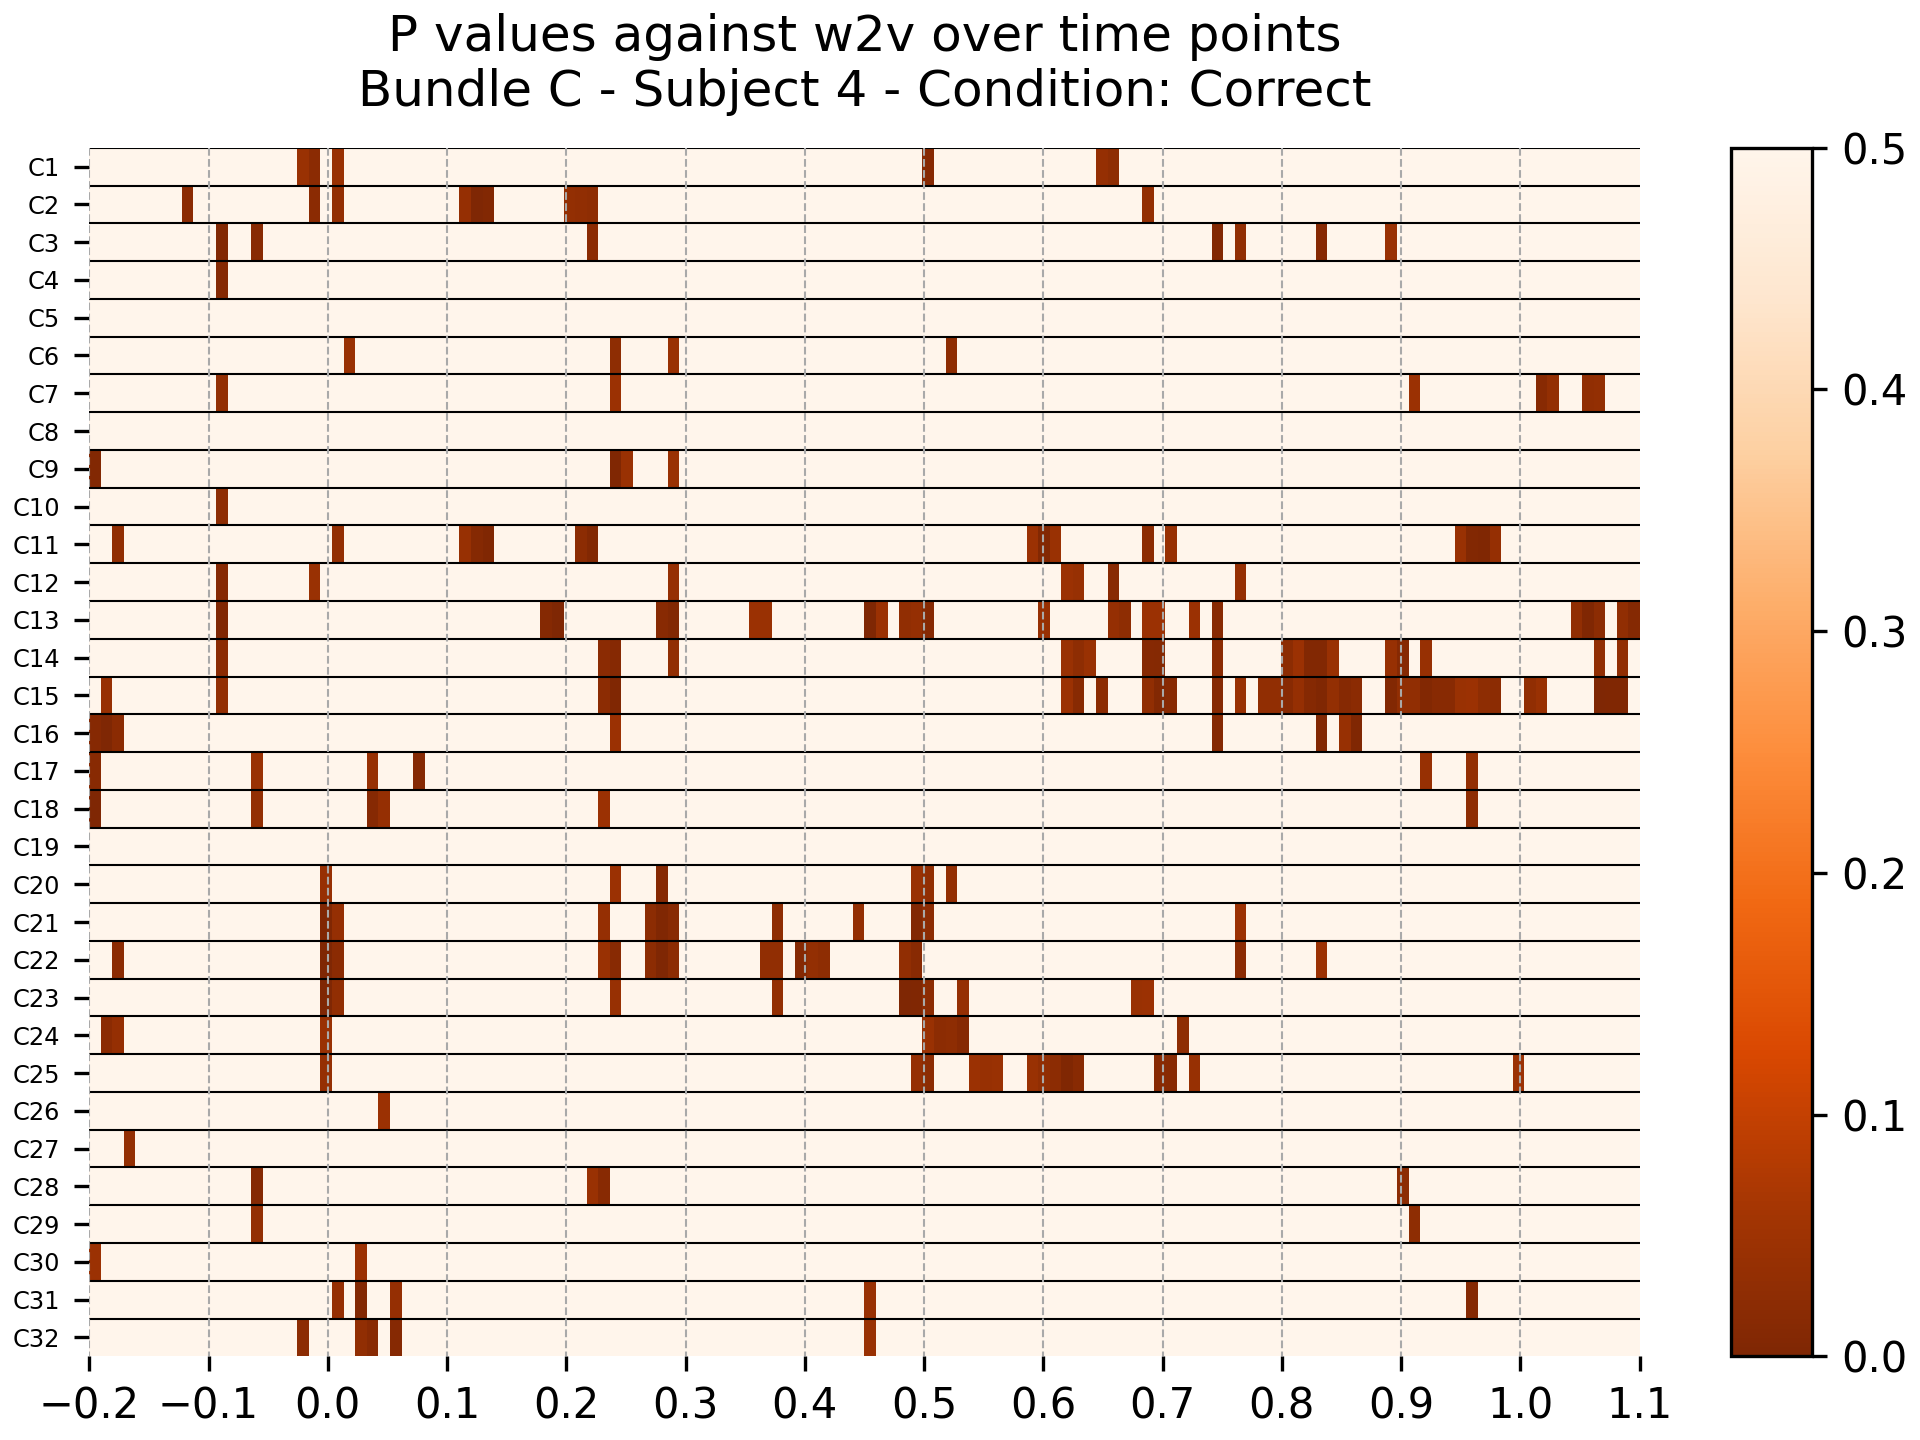 P values against w2v over time points
Bundle C - Subject 4 - Condition: Correct
C1
C2
C3
C4
C5
C6
C7
C8
C9
C10
C11
C12
C13
C14
C15
C16
C17
C18
C19
C20
C21
C22
C23
C24
C25
C26
C27
C28
C29
C30
C31
C32
−0.2 −0.1 0.0 0.1 0.2 0.3 0.4 0.5 0.6 0.7 0.8 0.9 1.0 1.1
0.5
0.4
0.3
0.2
0.1
0.0